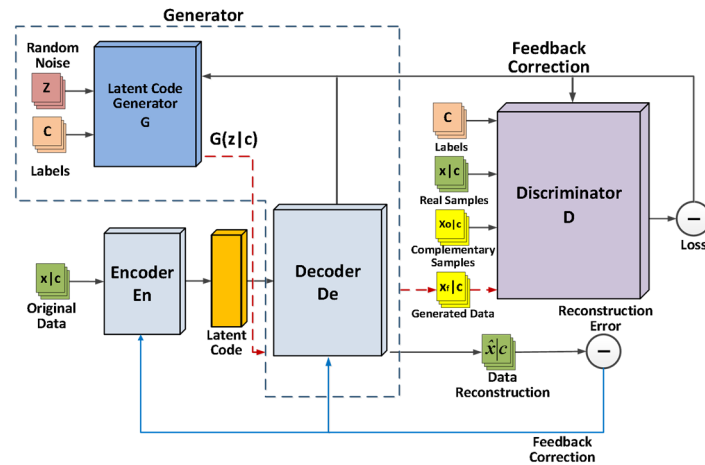 Generator
Random
Noise
Z
C
Labels
Latent Code
Generator
G
G(z|c)
Feedback
Correction
C
Labels
x|c
Real Samples
Xo|c
Complementary
Samples
Xf|c
Generated Data
Discriminator
D
Loss
x|c
Original
Data
Encoder
En
Latent
Code
Decoder
De
x̂|c
Data
Reconstruction
Reconstruction
Error
Feedback
Correction